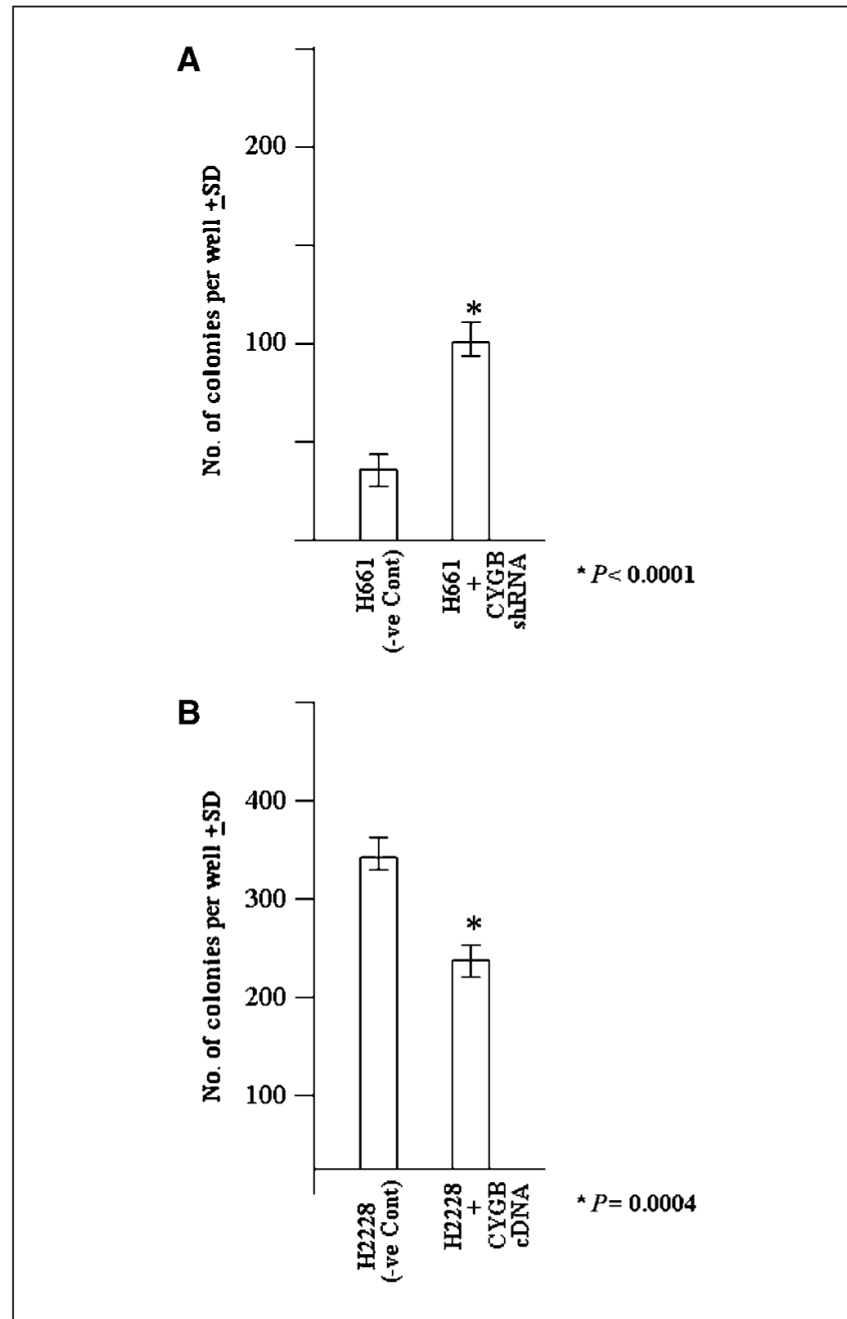 A
No. of colonies per well ±SD
200
100
*
H661
(-ve Cont)
H661
+
CYGB
shRNA
* P< 0.0001
B
No. of colonies per well ±SD
400
300
200
100
*
H2228
(-ve Cont)
H2228
+
CYGB
cDNA
* P= 0.0004